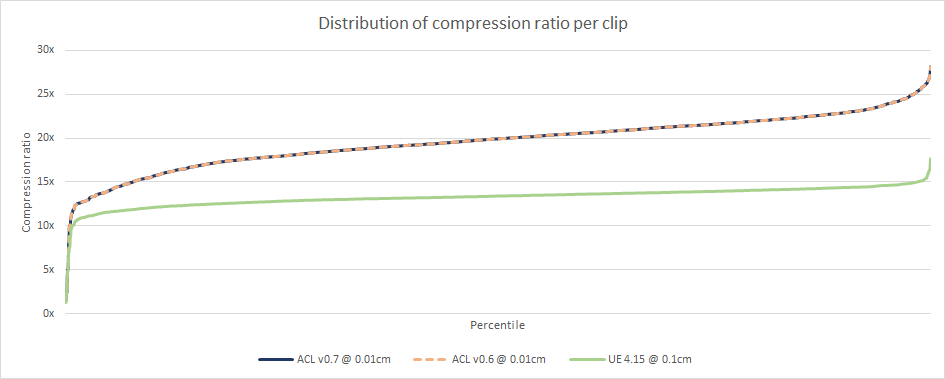 Distribution of compression ratio per clip
30x
25x
20x
15x
10x
5x
0x
Compression ratio
Percentile
ACL v0.7 @ 0.01cm ACL v0.6 @ 0.01cm UE 4.15 @ 0.1cm